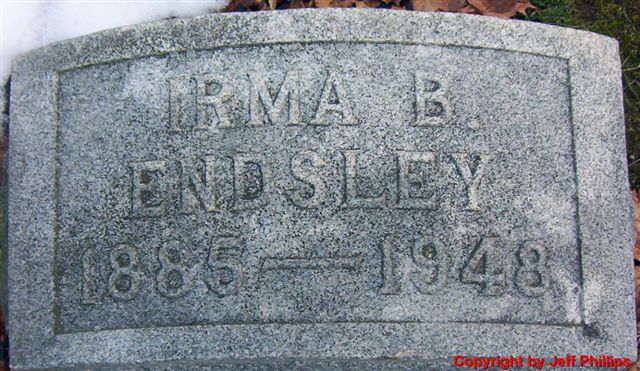 IRMA B.
ENDSLEY
1885—1948
Copyright by Jeff Phillips